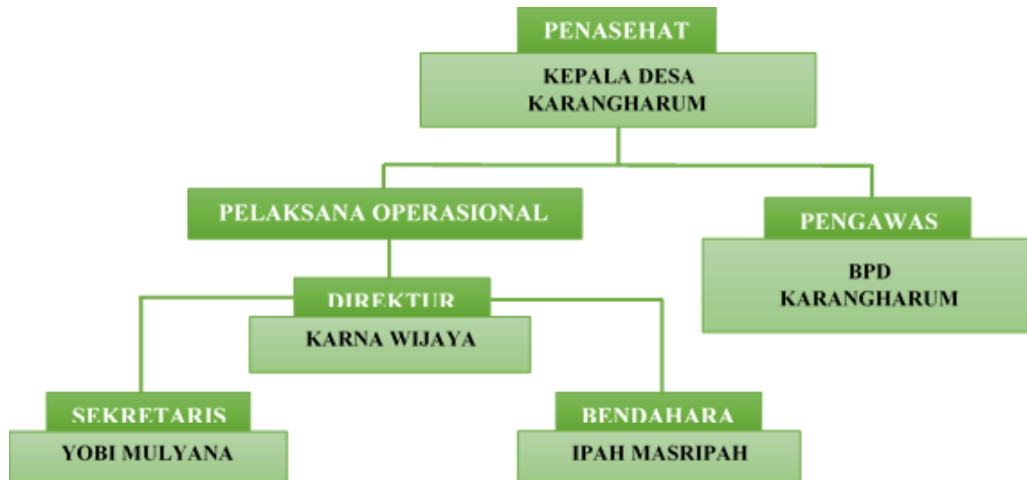 PENASEHAT
KEPALA DESA
KARANGHARUM
PELAKSANA OPERASIONAL
PENGAWAS
BPD
KARANGHARUM
DIREKTUR
KARNA WIJAYA
SEKRETARIS
YOBI MULYANA
BENDAHARA
IPAH MASRIPAH